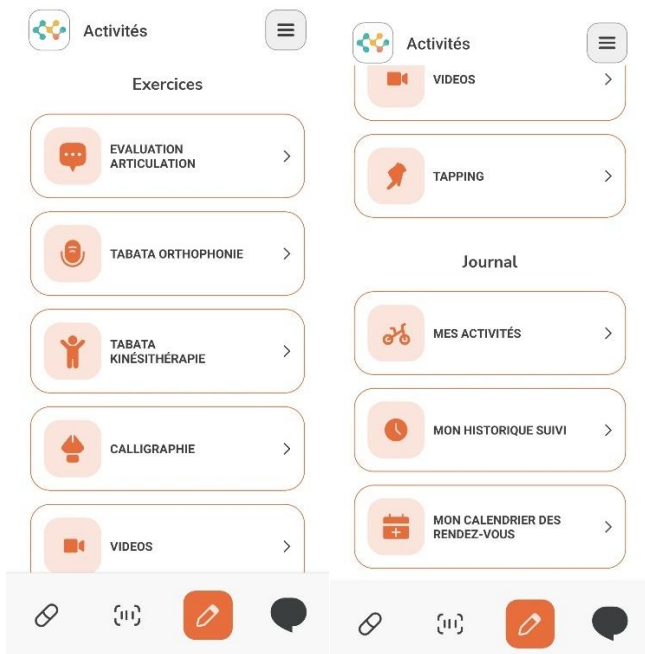 Activités
Exercices
EVALUATION
ARTICULATION
TABATA ORTHOPHONIE
TABATA
KINÉSITHÉRAPIE
CALLIGRAPHIE
VIDEOS
Activités
VIDEOS
TAPPING
Journal
MES ACTIVITÉS
MON HISTORIQUE SUIVI
MON CALENDRIER DES
RENDEZ-VOUS